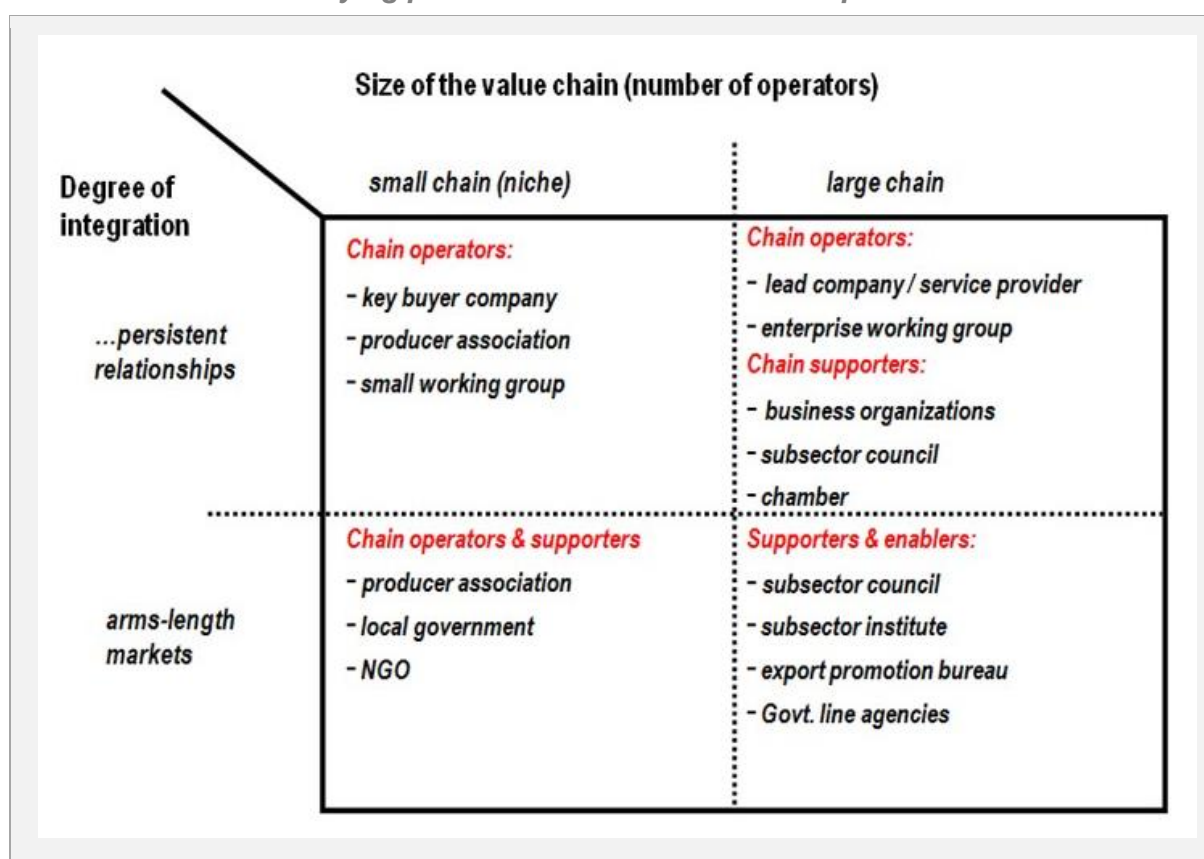 Size of the value chain (number of operators)
Degree of
integration
small chain (niche)
large chain
...persistent
relationships
Chain operators:
- key buyer company
- producer association
- small working group
Chain operators:
- lead company / service provider
- enterprise working group
Chain supporters:
- business organizations
- subsector council
- chamber
arms-length
markets
Chain operators & supporters
- producer association
- local government
- NGO
Supporters & enablers:
- subsector council
- subsector institute
- export promotion bureau
- Govt. line agencies